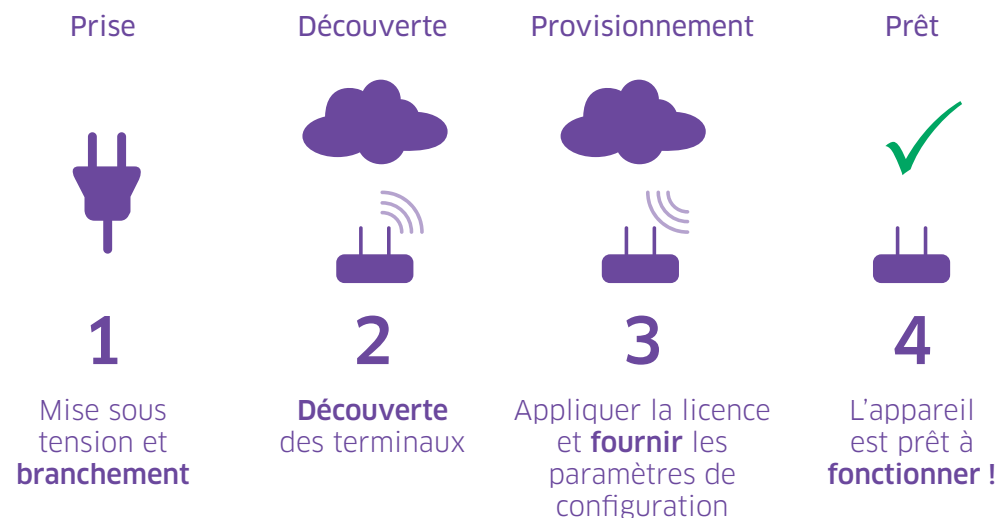 Prise
Découverte
Provisionnement
Prêt
1
Mise sous
tension et
branchement
2
Découverte
des terminaux
3
Appliquer la licence
et fournir les
paramètres de
configuration
4
L'appareil
est prêt à
fonctionner !